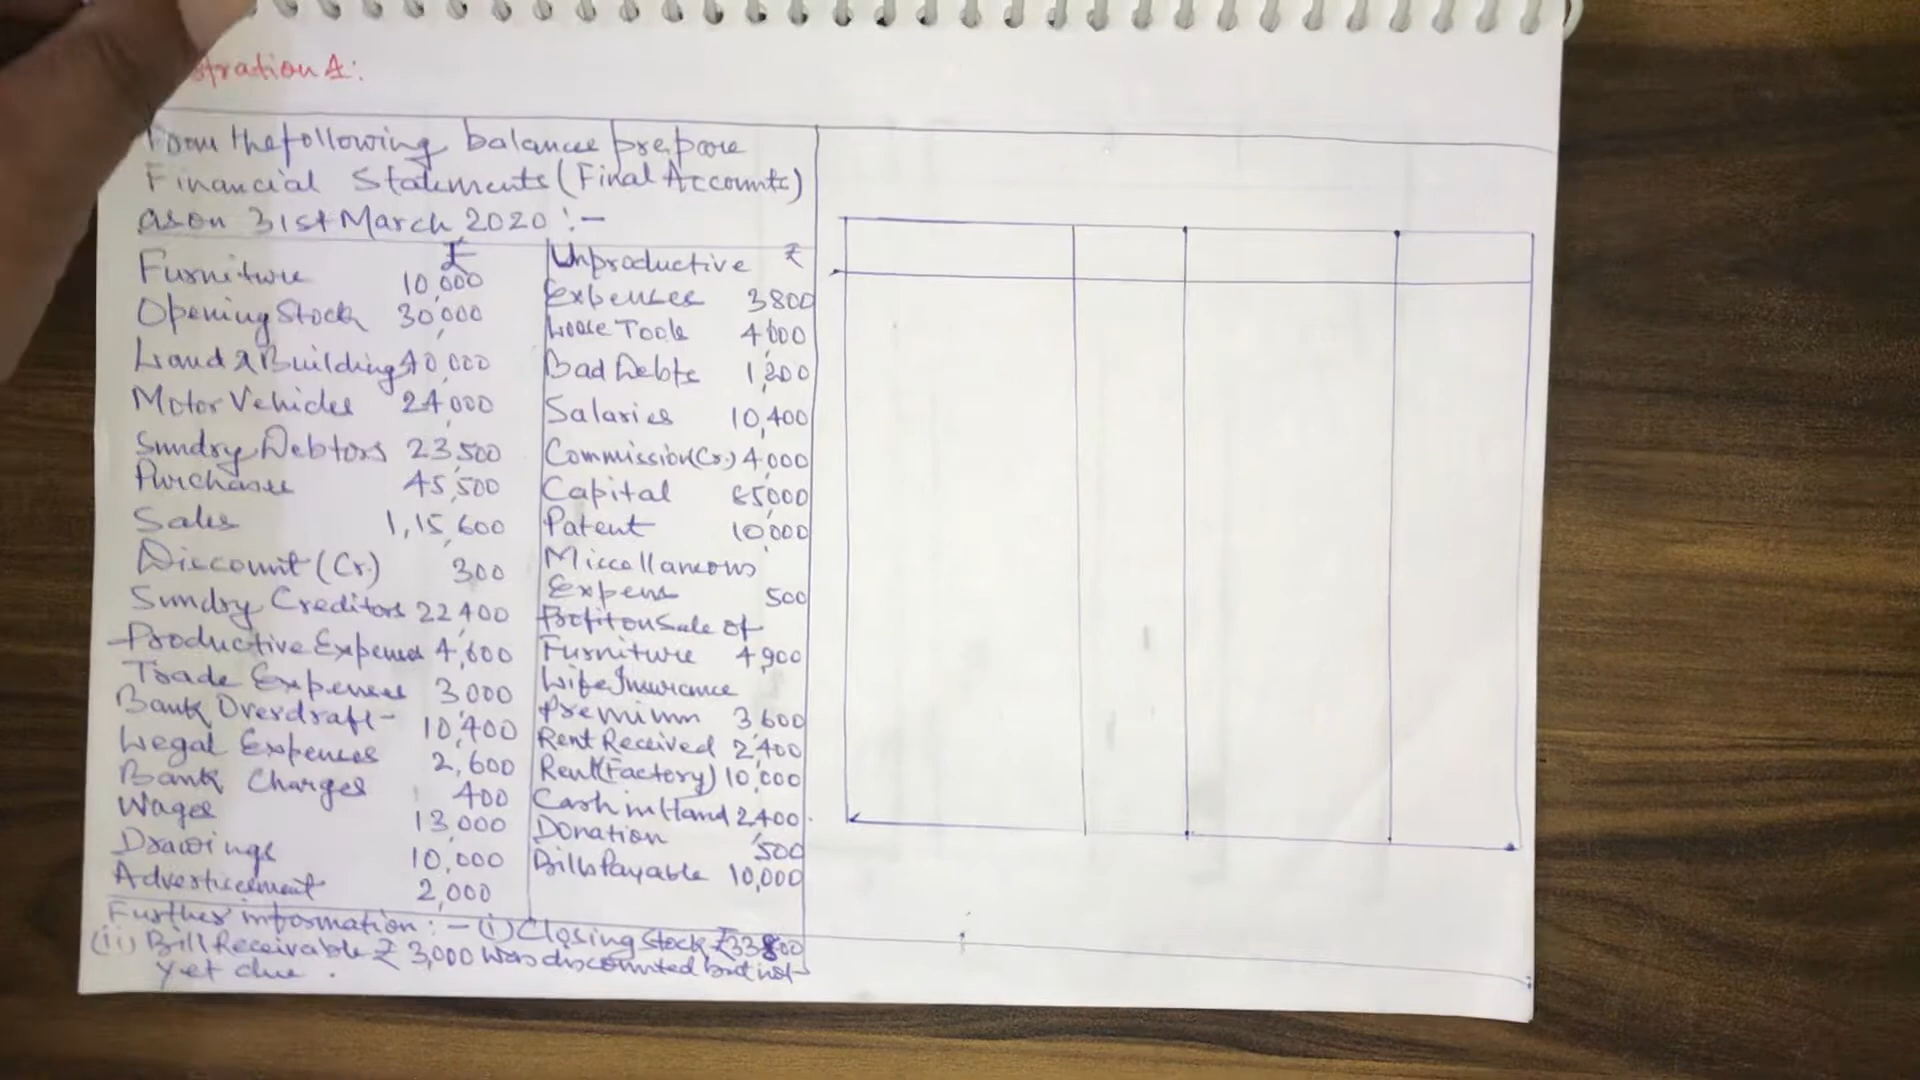 stration 4:
From the following balances prepare
Financial Statements (Final Accounts)
as on 31st March 2020 :-
₹
Furniture 10,000
Opening Stock 30,000
Land & Building 40,000
Motor Vehicles 24,000
Sundry Debtors 23,500
Purchases 45,500
Sales 1,15,600
Discount (Cr.) 300
Sundry Creditors 22,400
Productive Expenses 4,600
Trade Expenses 3,000
Bank Overdraft - 10,400
Legal Expenses 2,600
Bank Charges 400
Wages 13,000
Drawings 10,000
Advertisement 2,000
Unproductive ₹
Expenses 3800
Loose Tools
Bad Debts 1,200
Salaries 10,400
Commission (Cr.) 4,000
Capital 85,000
Patent 10,000
Miscellaneous
Expens 500
Profit on Sale of
Furniture 4,900
Life Insurance
Premium 3,600
Rent Received 2,400
Rent (Factory) 10,000
Cash in Hand 2,400
Donation 500
Bills Payable 10,000
Further information :- (i) Closing Stock ₹33800
(ii) Bill Receivable ₹ 3,000 was discounted but not
yet due.